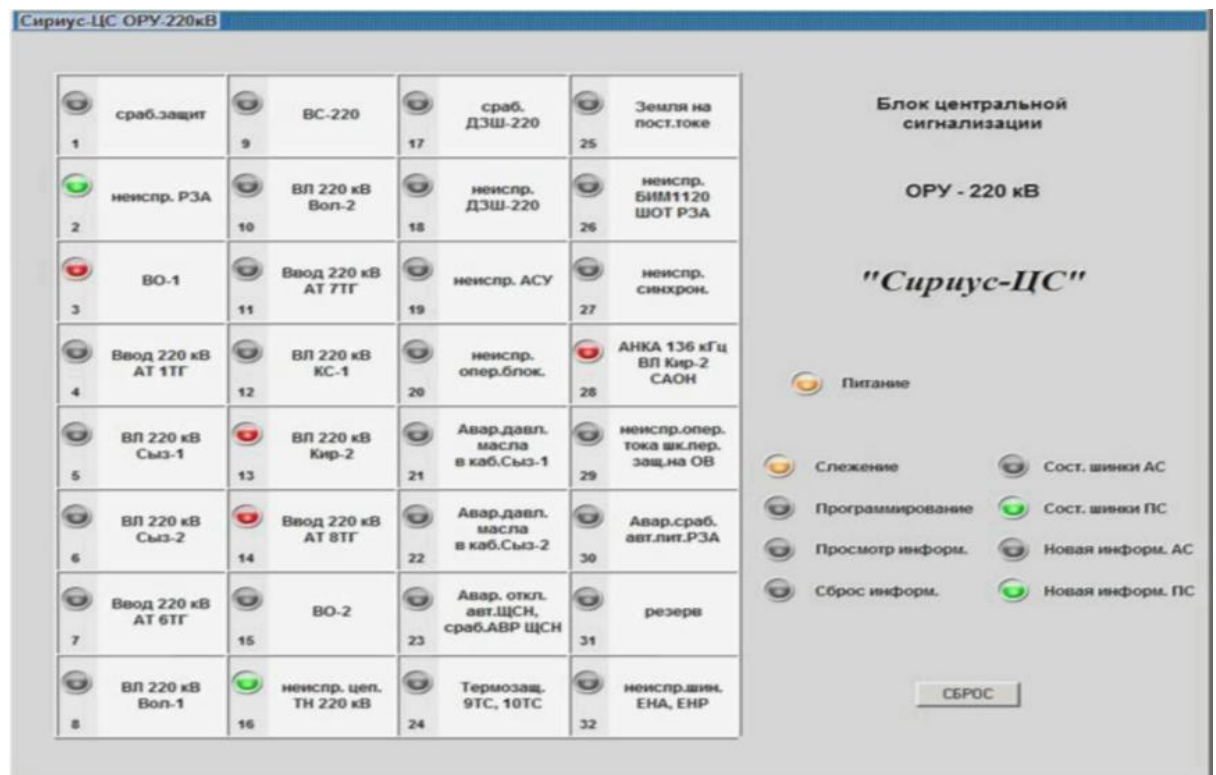 Сириус-ЦС ОРУ-220кВ
сраб.защит
1
неиспр. РЗА
2
ВО-1
3
Ввод 220 кВ
АТ 1ТГ
4
ВЛ 220 кВ
Сыз-1
5
ВЛ 220 кВ
Сыз-2
6
Ввод 220 кВ
АТ 6ТГ
7
ВЛ 220 кВ
Вол-1
8
ВС-220
9
ВЛ 220 кВ
Вол-2
10
Ввод 220 кВ
АТ 7ТГ
11
ВЛ 220 кВ
КС-1
12
ВЛ 220 кВ
Кир-2
13
Ввод 220 кВ
АТ 8ТГ
14
ВО-2
15
неиспр. цеп.
ТН 220 кВ
16
сраб.
ДЗШ-220
17
неиспр.
ДЗШ-220
18
неиспр. АСУ
19
неиспр.
опер.блок.
20
Авар.давл.
масла
в каб.Сыз-1
21
Авар.давл.
масла
в каб.Сыз-2
22
Авар. откл.
авт.ЩСН,
сраб.АВР ЩСН
23
Термозащ.
9ТС, 10ТС
24
Земля на
пост.токе
25
неиспр.
БИМ1120
ШОТ РЗА
26
неиспр.
синхрон.
27
АНКА 136 кГц
ВЛ Кир-2
САОН
28
неиспр.опер.
тока шк.пер.
защ.на ОВ
29
Авар.сраб.
авт.пит.РЗА
30
резерв
31
неиспр.шин.
ЕНА, ЕНР
32
Блок центральной
сигнализации
ОРУ - 220 кВ
"Сириус-ЦС"
Питание
Слежение
Программирование
Просмотр информ.
Сброс информ.
Сост. шинки АС
Сост. шинки ПС
Новая информ. АС
Новая информ. ПС
СБРОС